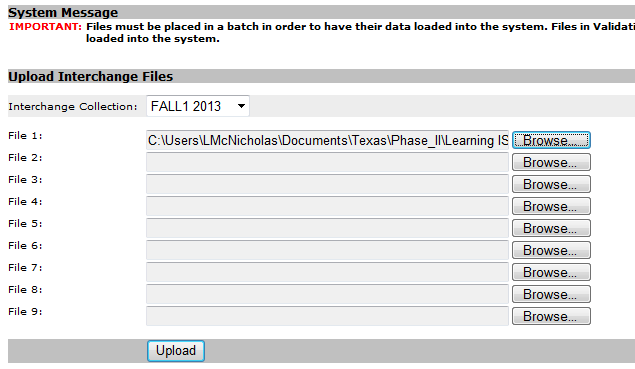 System Message
IMPORTANT: Files must be placed in a batch in order to have their data loaded into the system. Files in Validati
loaded into the system.
Upload Interchange Files
Interchange Collection: FALL1 2013
File 1: C:\Users\LMcNicholas\Documents\Texas\Phase_II\Learning IS Browse...
File 2: Browse...
File 3: Browse...
File 4: Browse...
File 5: Browse...
File 6: Browse...
File 7: Browse...
File 8: Browse...
File 9: Browse...
Upload